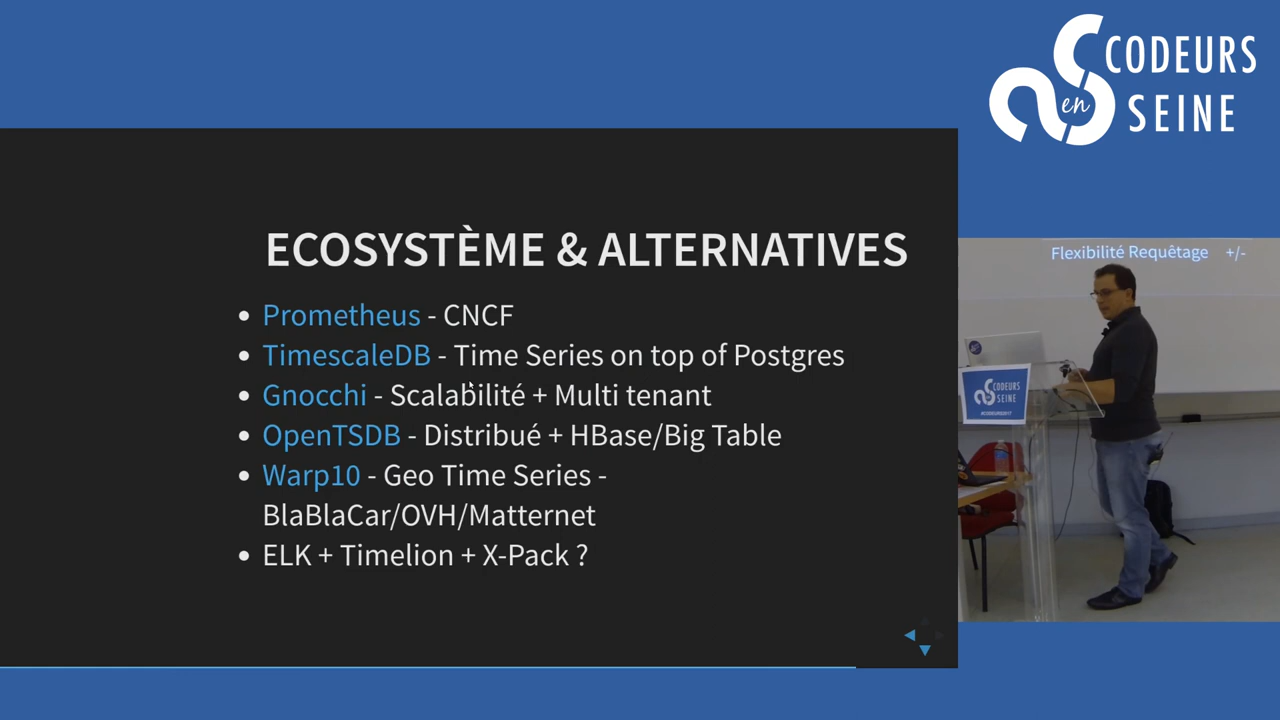 CODEURS
en
SEINE
ECOSYSTÈME & ALTERNATIVES
• Prometheus - CNCF
• TimescaleDB - Time Series on top of Postgres
• Gnocchi - Scalabilité + Multi tenant
• OpenTSDB - Distribué + HBase/Big Table
• Warp10 - Geo Time Series -
BlaBlaCar/OVH/Matternet
• ELK + Timelion + X-Pack ?
Flexibilité Requêtage +/-
CODEURS
SEINE